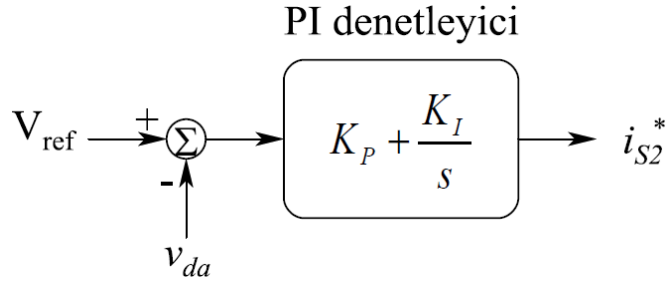 PI denetleyici
V_ref + Σ K_P + K_I / s i_S2^*
-
v_da